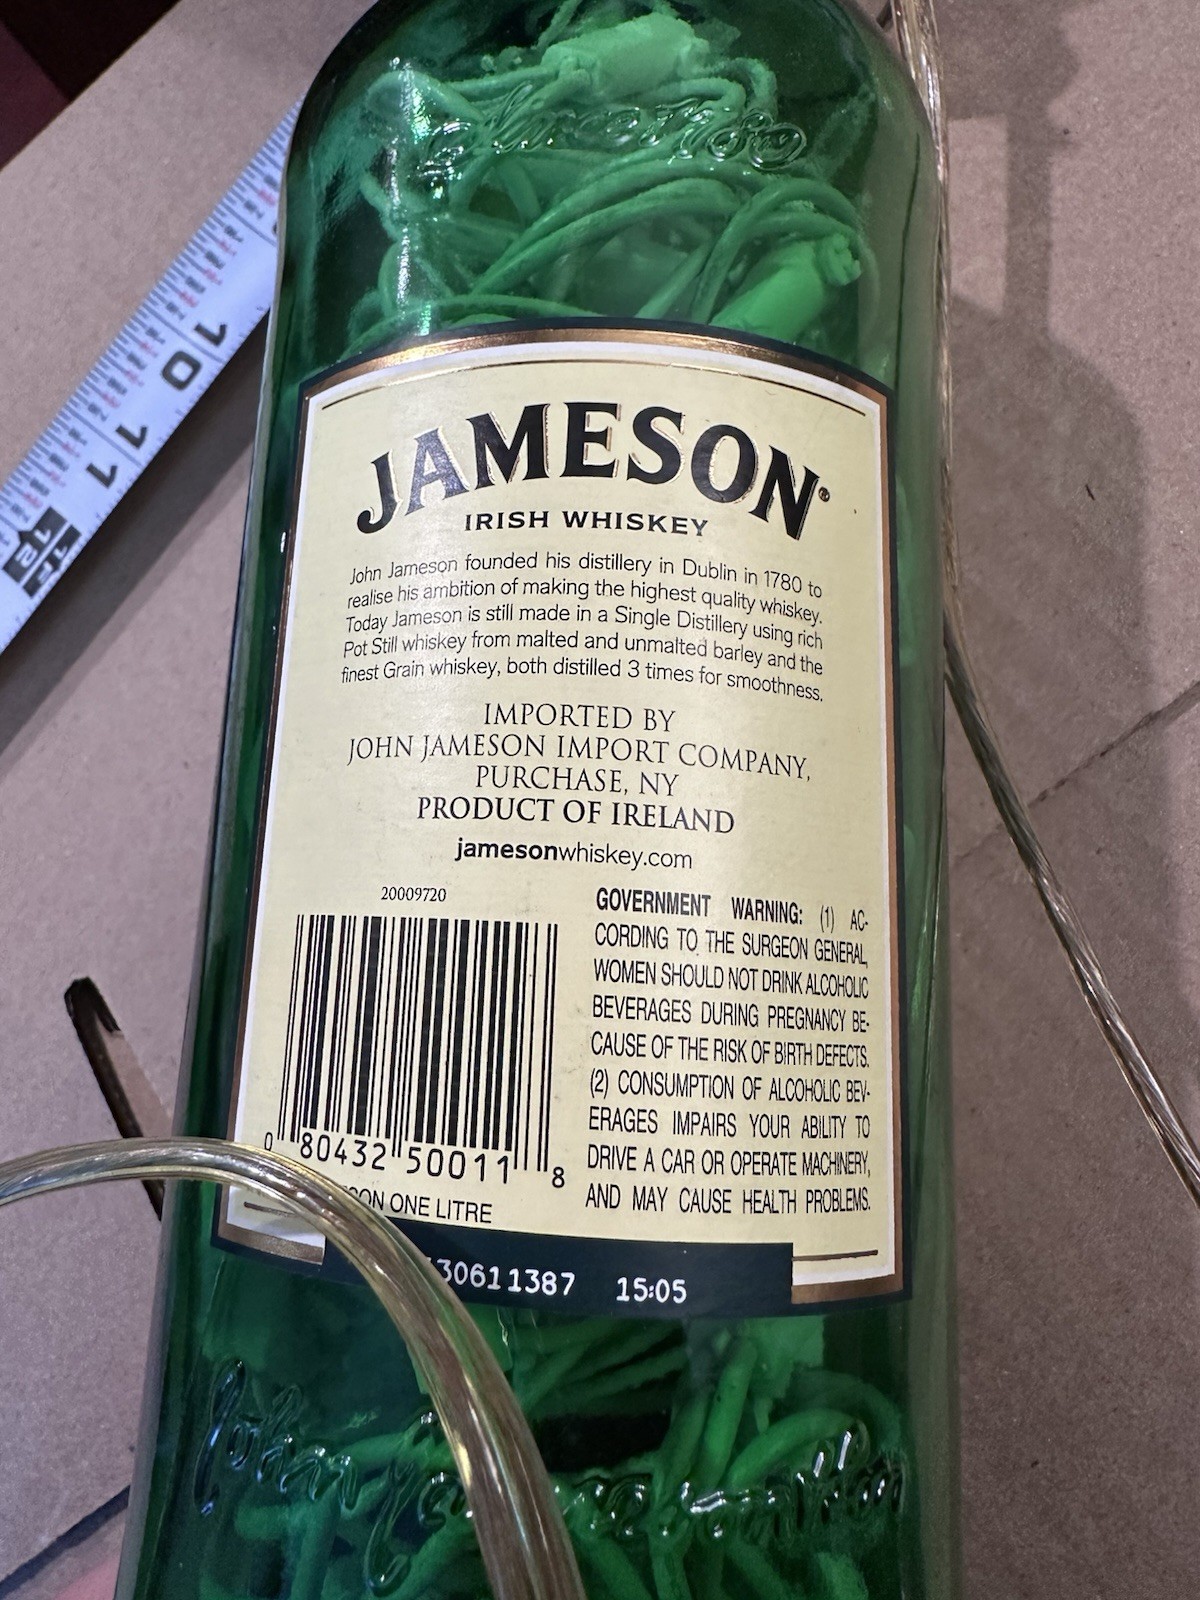 Jameson
10
11
12
JAMESON®
IRISH WHISKEY
John Jameson founded his distillery in Dublin in 1780 to
realise his ambition of making the highest quality whiskey.
Today Jameson is still made in a Single Distillery using rich
Pot Still whiskey from malted and unmalted barley and the
finest Grain whiskey, both distilled 3 times for smoothness.
IMPORTED BY
JOHN JAMESON IMPORT COMPANY,
PURCHASE, NY
PRODUCT OF IRELAND
jamesonwhiskey.com
20009720
GOVERNMENT WARNING: (1) AC-
CORDING TO THE SURGEON GENERAL,
WOMEN SHOULD NOT DRINK ALCOHOLIC
BEVERAGES DURING PREGNANCY BE-
CAUSE OF THE RISK OF BIRTH DEFECTS.
(2) CONSUMPTION OF ALCOHOLIC BEV-
ERAGES IMPAIRS YOUR ABILITY TO
DRIVE A CAR OR OPERATE MACHINERY,
AND MAY CAUSE HEALTH PROBLEMS.
0 80432 50011 8
ONE LITRE
30611387 15:05
John Jameson